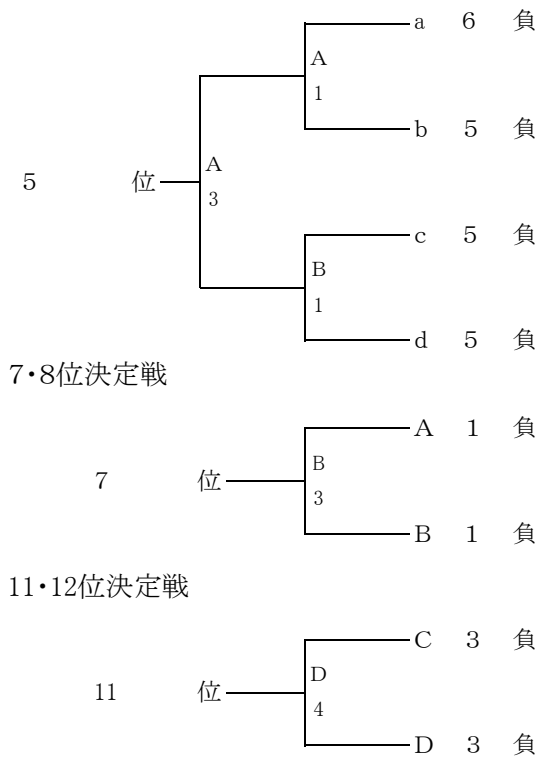 a 6 負
A
1
b 5 負
5 位
A
3
c 5 負
B
1
d 5 負
7・8位決定戦
A 1 負
7 位
B
3
B 1 負
11・12位決定戦
C 3 負
11 位
D
4
D 3 負